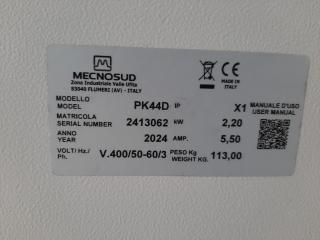 MECNOSUD
Zona Industriale Valle Ufita
83040 FLUMERI (AV) - ITALY
CE
MADE IN ITALY
MODELLO
MODEL PK44D IP X1
MATRICOLA
SERIAL NUMBER 2413062 kW 2,20
ANNO
YEAR 2024 AMP. 5,50
VOLT/ Hz./
Ph. V.400/50-60/3 PESO Kg
WEIGHT KG. 113,00
MANUALE D'USO
USER MANUAL